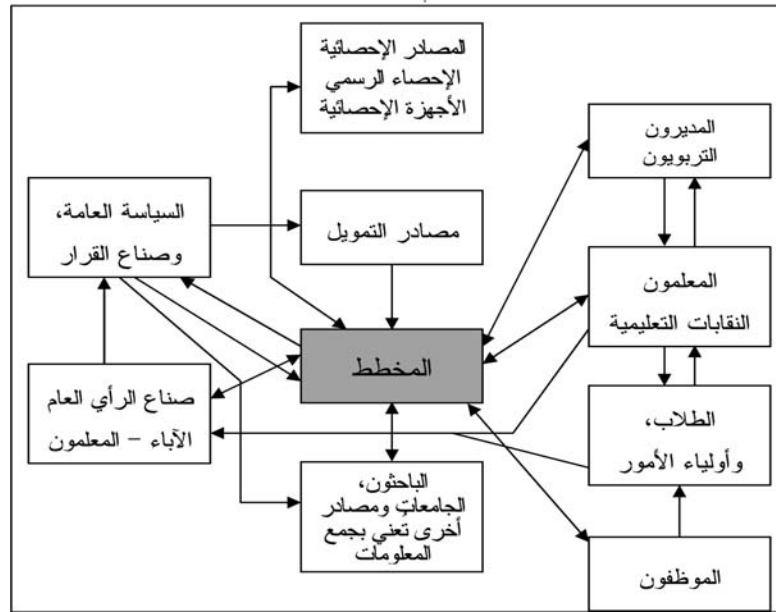 المصادر الإحصائية
الإحصاء الرسمي
الأجهزة الإحصائية
المديرون
التربويون
السياسة العامة،
وصناع القرار
مصادر التمويل
المعلمون
النقابات التعليمية
المخطط
صناع الرأي العام
الآباء – المعلمون
الطلاب،
وأولياء الأمور
الباحثون،
الجامعات ومصادر
أخرى تُعني بجمع
المعلومات
الموظفون